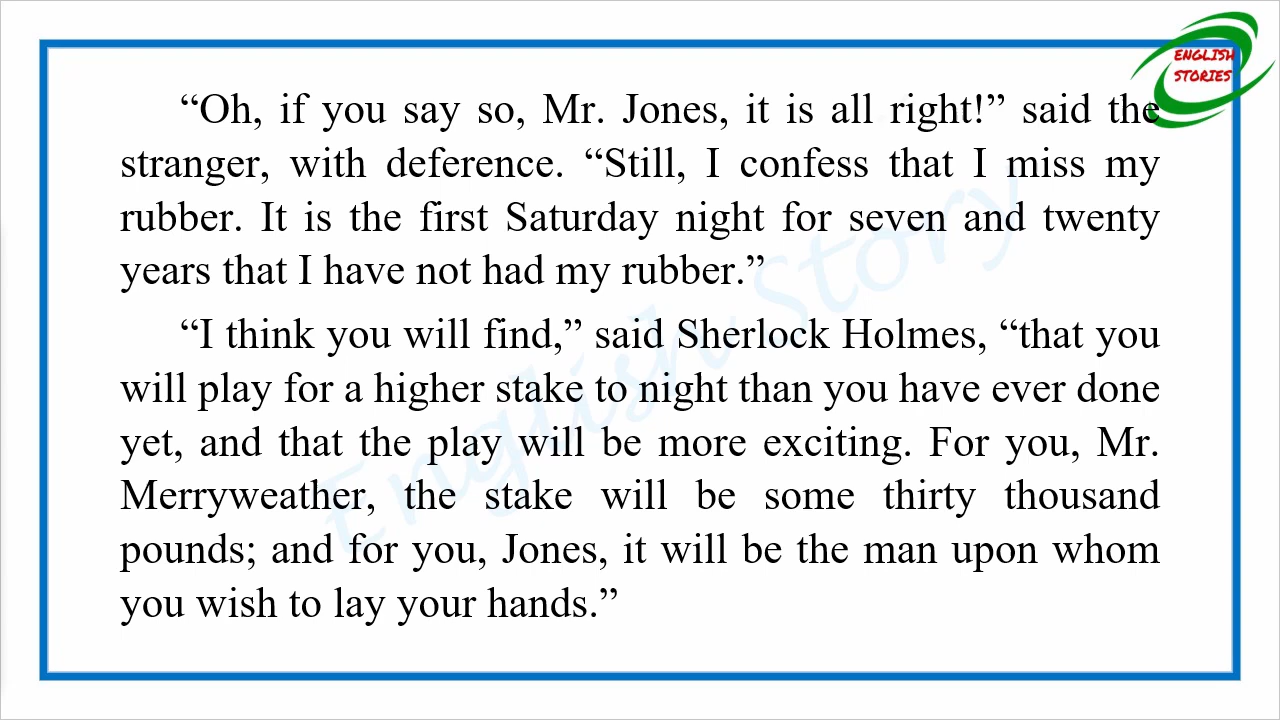 ENGLISH
STORIES
“Oh, if you say so, Mr. Jones, it is all right!” said the
stranger, with deference. “Still, I confess that I miss my
rubber. It is the first Saturday night for seven and twenty
years that I have not had my rubber.”
“I think you will find,” said Sherlock Holmes, “that you
will play for a higher stake to night than you have ever done
yet, and that the play will be more exciting. For you, Mr.
Merryweather, the stake will be some thirty thousand
pounds; and for you, Jones, it will be the man upon whom
you wish to lay your hands.”
English Story